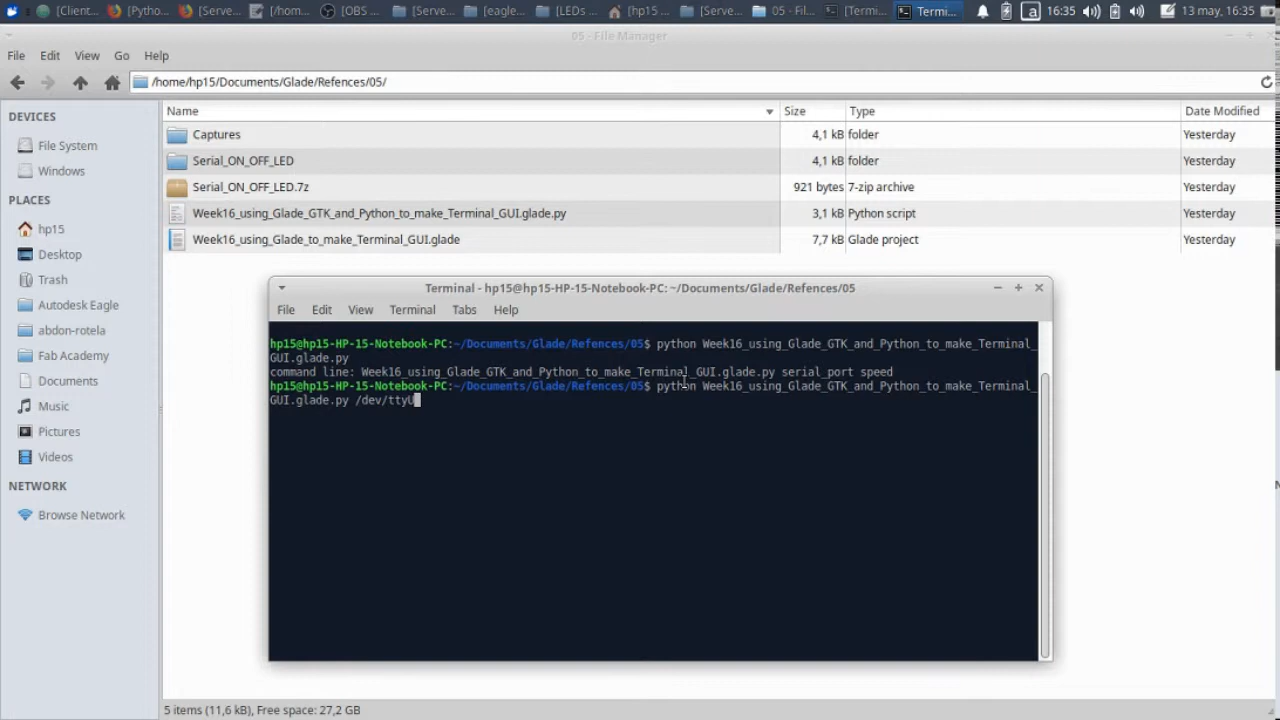 [Client...
[Pytho...
[Serve...
[/hom...
[OBS ...
[Serve...
[eagle...
[LEDs ...
[hp15 ...
[Serve...
05 - Fil...
[Termi...
Termi...
a
16:35
13 may, 16:35
05 - File Manager
File Edit View Go Help
/home/hp15/Documents/Glade/Refences/05/
DEVICES
File System
Windows
PLACES
hp15
Desktop
Trash
Autodesk Eagle
abdon-rotela
Fab Academy
Documents
Music
Pictures
Videos
NETWORK
Browse Network
Name Size Type Date Modified
Captures 4,1 kB folder Yesterday
Serial_ON_OFF_LED 4,1 kB folder Yesterday
Serial_ON_OFF_LED.7z 921 bytes 7-zip archive Yesterday
Week16_using_Glade_GTK_and_Python_to_make_Terminal_GUI.glade.py 3,1 kB Python script Yesterday
Week16_using_Glade_to_make_Terminal_GUI.glade 7,7 kB Glade project Yesterday
Terminal - hp15@hp15-HP-15-Notebook-PC: ~/Documents/Glade/Refences/05
File Edit View Terminal Tabs Help
hp15@hp15-HP-15-Notebook-PC:~/Documents/Glade/Refences/05$ python Week16_using_Glade_GTK_and_Python_to_make_Terminal_
GUI.glade.py
command line: Week16_using_Glade_GTK_and_Python_to_make_Terminal_GUI.glade.py serial_port speed
hp15@hp15-HP-15-Notebook-PC:~/Documents/Glade/Refences/05$ python Week16_using_Glade_GTK_and_Python_to_make_Terminal_
GUI.glade.py /dev/ttyU
5 items (11,6 kB), Free space: 27,2 GB